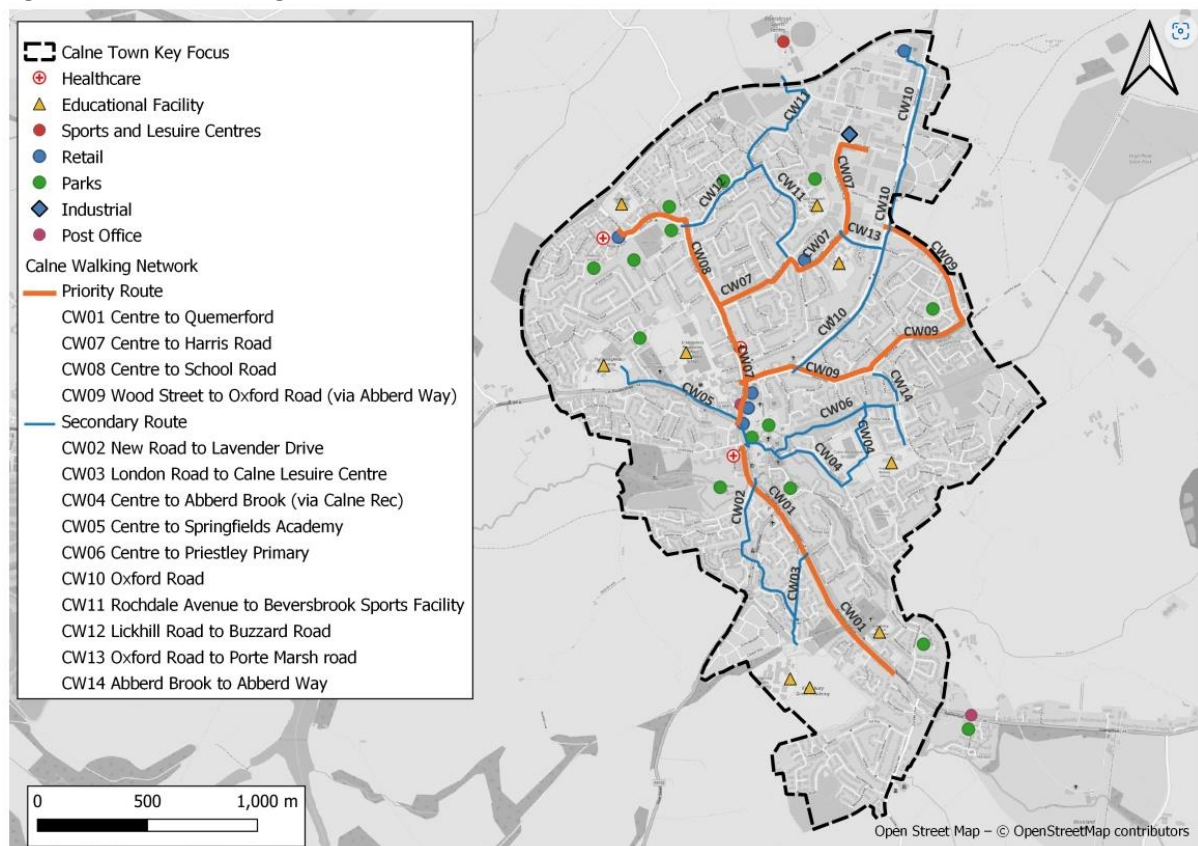 Calne Town Key Focus
Healthcare
Educational Facility
Sports and Lesuire Centres
Retail
Parks
Industrial
Post Office
Calne Walking Network
Priority Route
CW01 Centre to Quemerford
CW07 Centre to Harris Road
CW08 Centre to School Road
CW09 Wood Street to Oxford Road (via Abberd Way)
Secondary Route
CW02 New Road to Lavender Drive
CW03 London Road to Calne Lesuire Centre
CW04 Centre to Abberd Brook (via Calne Rec)
CW05 Centre to Springfields Academy
CW06 Centre to Priestley Primary
CW10 Oxford Road
CW11 Rochdale Avenue to Beversbrook Sports Facility
CW12 Lickhill Road to Buzzard Road
CW13 Oxford Road to Porte Marsh road
CW14 Abberd Brook to Abberd Way
0 500 1,000 m
CW11
CW10
CW12
CW11
CW07
CW10
CW13
CW07
CW08
CW07
CW09
CW10
CW09
CW07
CW09
CW05
CW14
CW06
CW04
CW04
CW02
CW01
CW03
CW01
Open Street Map – © OpenStreetMap contributors